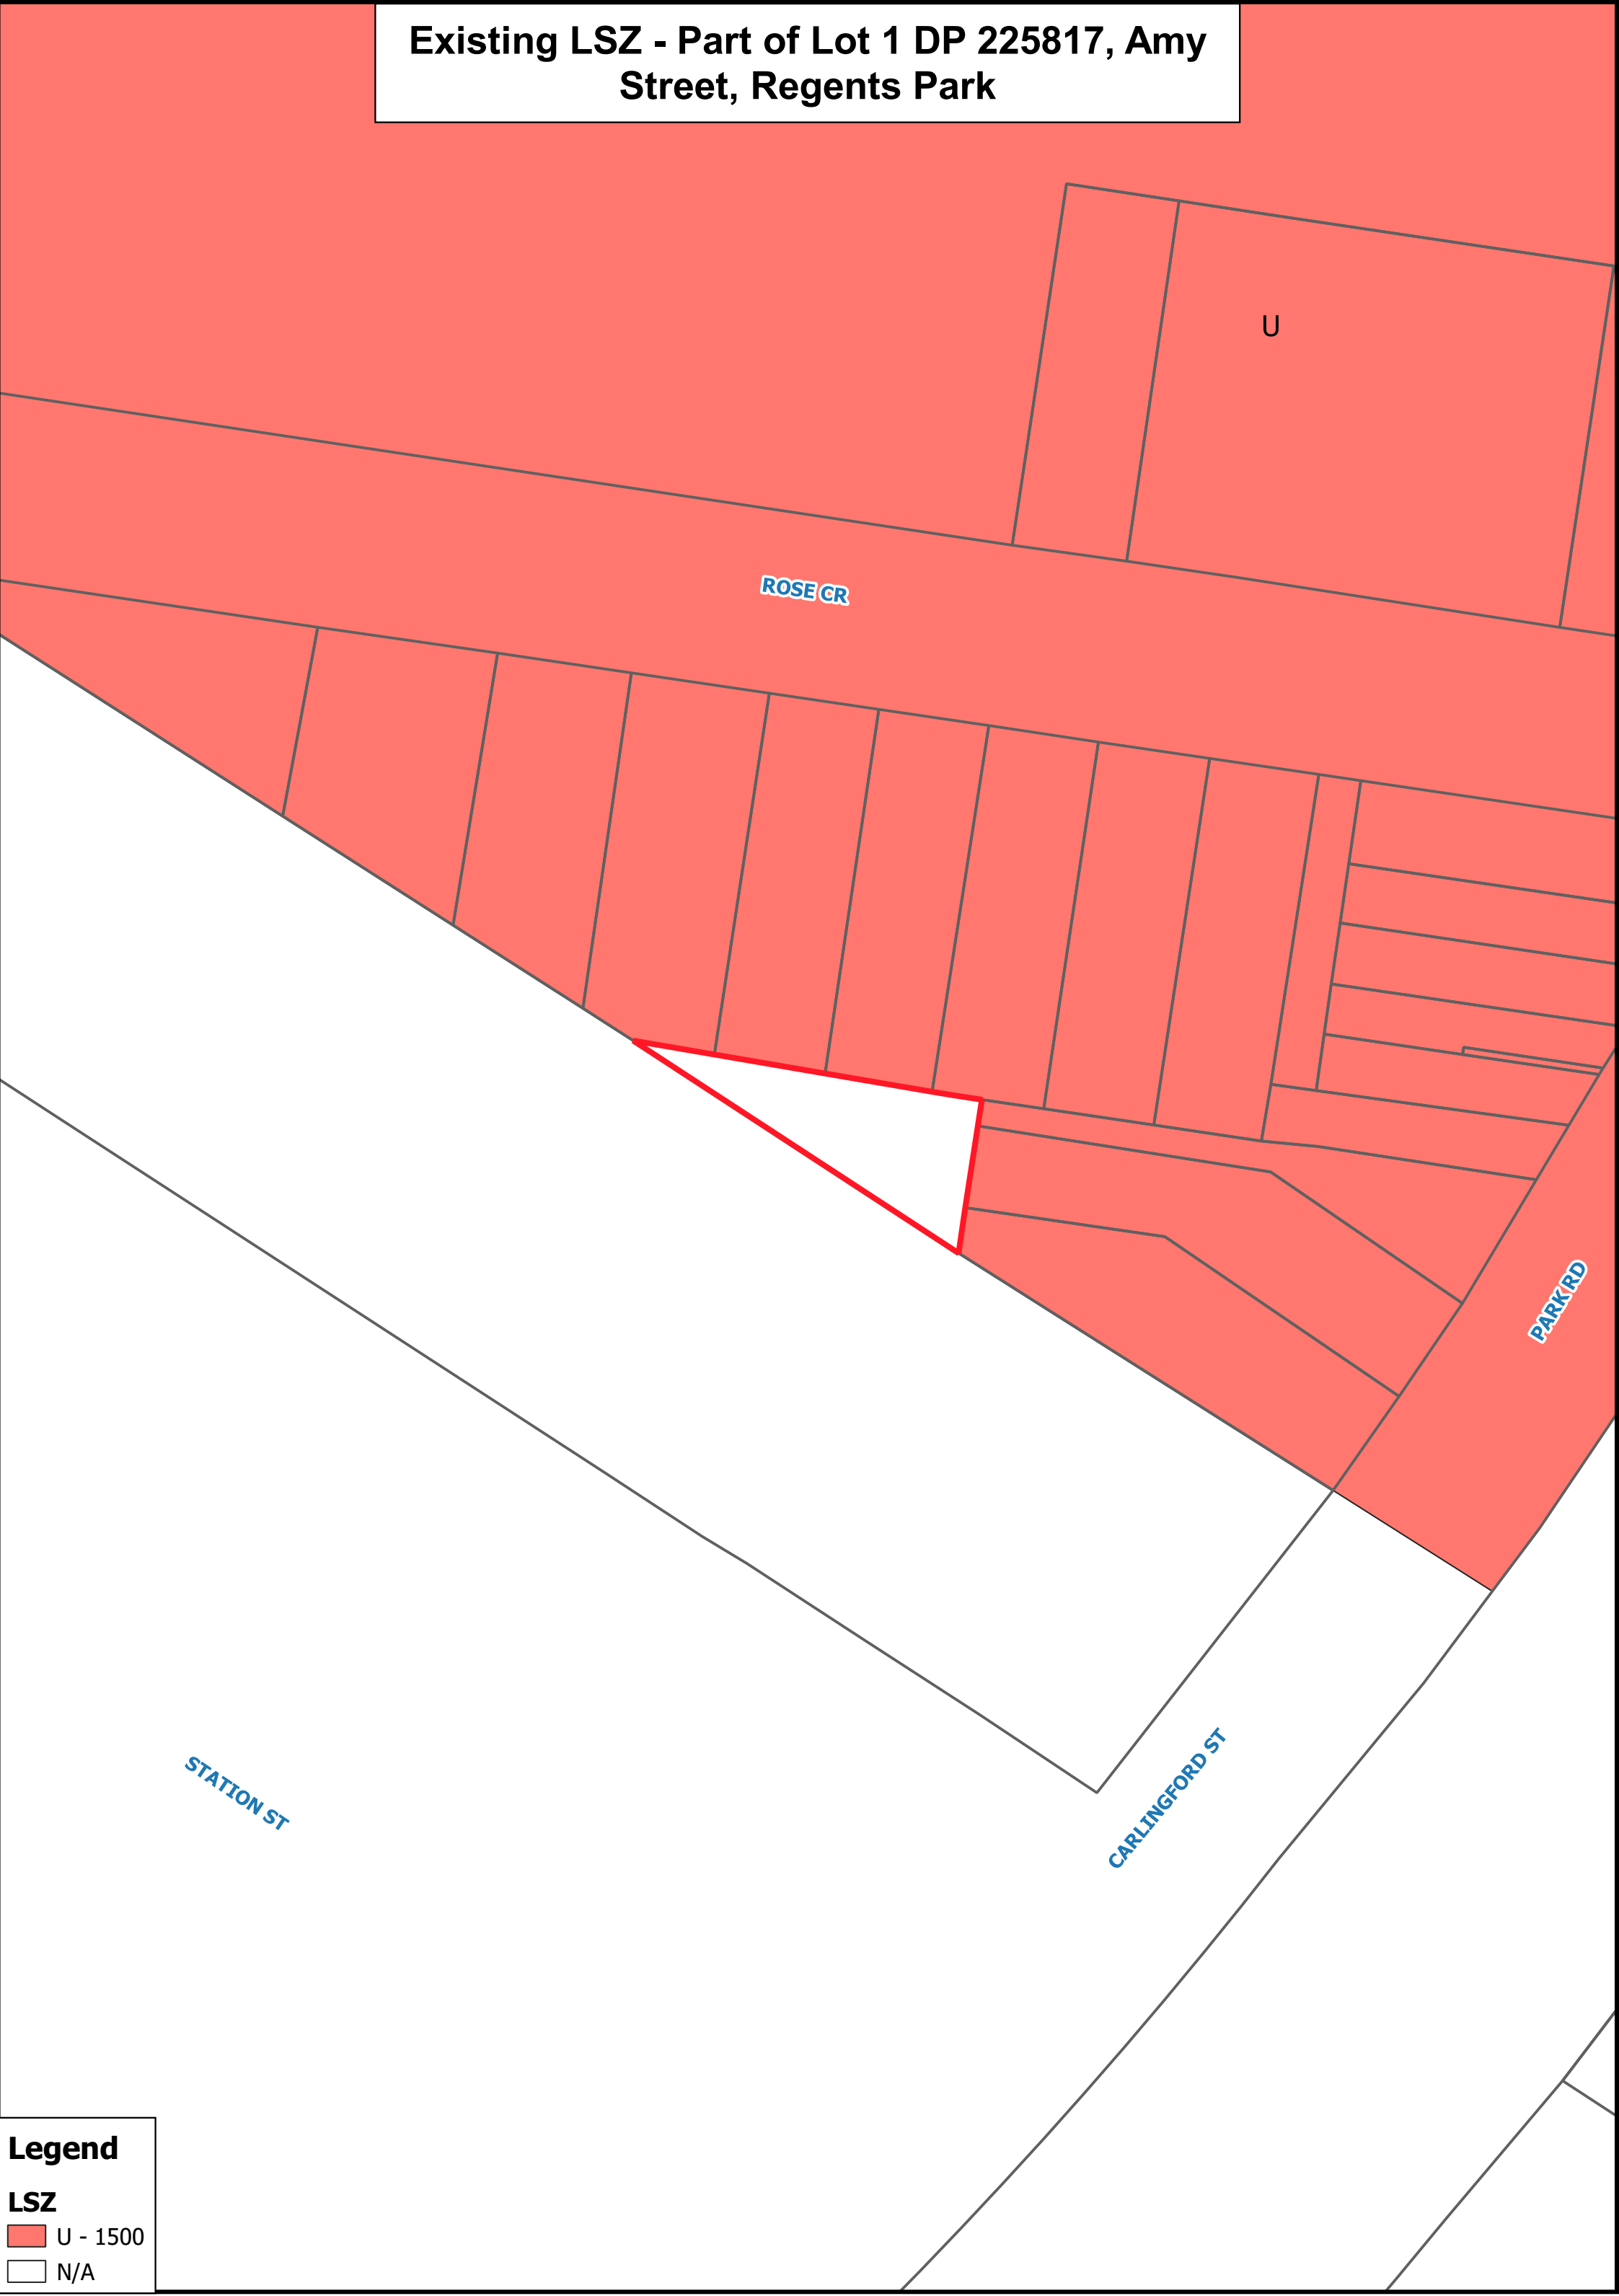 Existing LSZ - Part of Lot 1 DP 225817, Amy
Street, Regents Park
U
ROSE CR
PARK RD
STATION ST
CARLINGFORD ST
Legend
LSZ
U - 1500
N/A